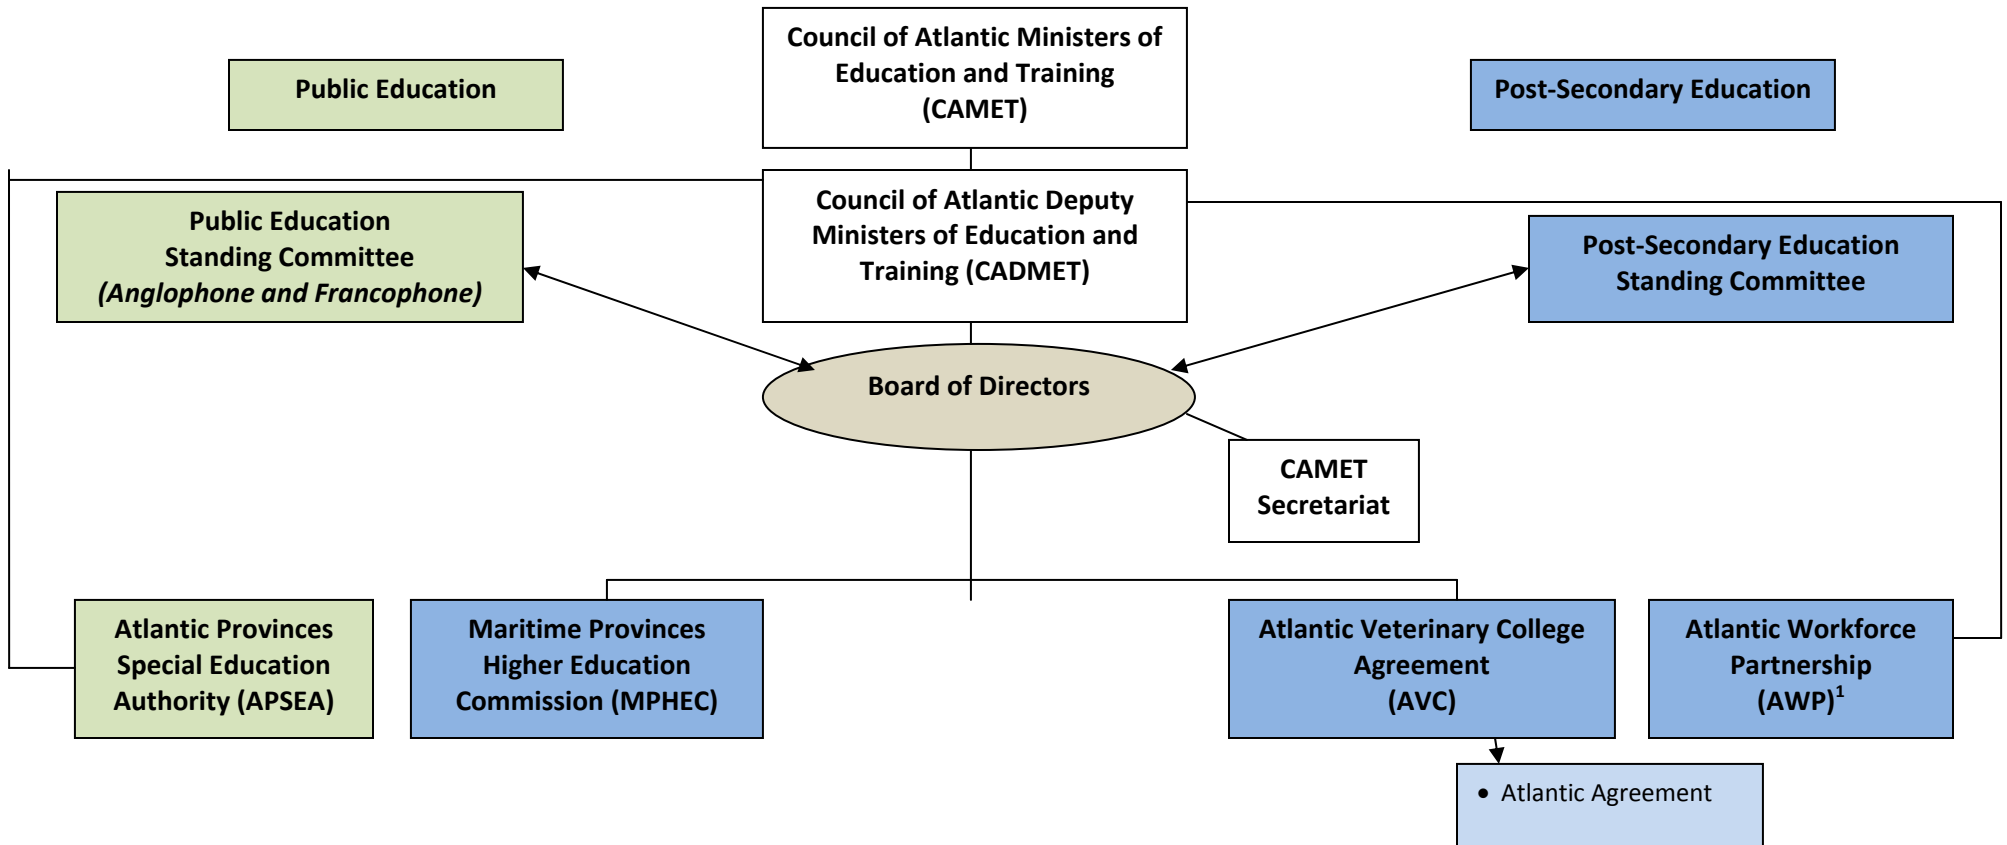 Council of Atlantic Ministers of
Education and Training
(CAMET)
Public Education
Post-Secondary Education
Council of Atlantic Deputy
Ministers of Education and
Training (CADMET)
Public Education
Standing Committee
(Anglophone and Francophone)
Post-Secondary Education
Standing Committee
Board of Directors
CAMET
Secretariat
Atlantic Provinces
Special Education
Authority (APSEA)
Maritime Provinces
Higher Education
Commission (MPHEC)
Atlantic Veterinary College
Agreement
(AVC)
Atlantic Workforce
Partnership
(AWP)¹
• Atlantic Agreement